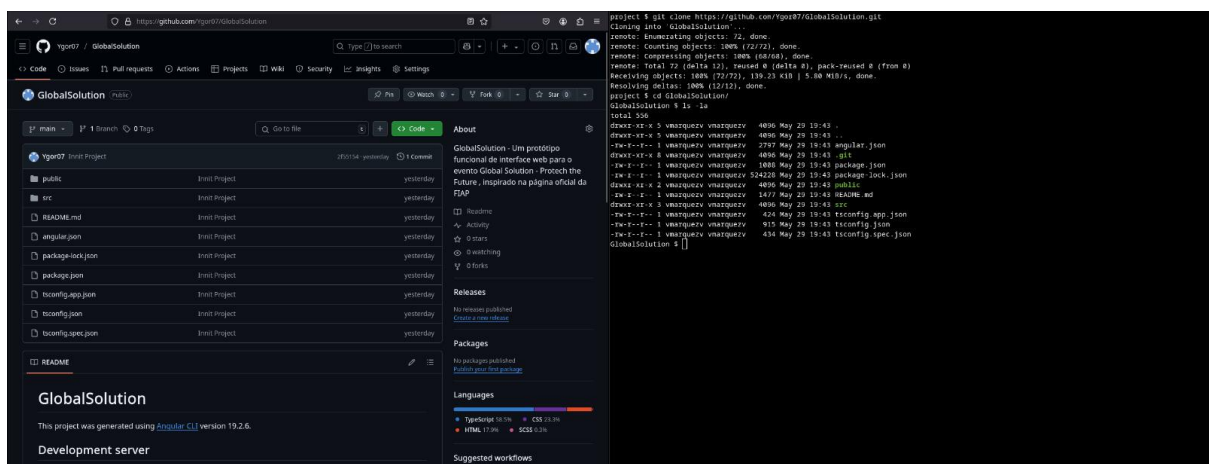 https://github.com/Ygor07/GlobalSolution
Ygor07 / GlobalSolution
Type / to search
Code Issues Pull requests Actions Projects Wiki Security Insights Settings
GlobalSolution Public
Pin Watch 0 Fork 0 Star 0
main 1 Branch 0 Tags
Go to file t + Code
Ygor07 Innit Project
yesterday 1 Commit
public Innit Project yesterday
src Innit Project yesterday
README.md Innit Project yesterday
angular.json Innit Project yesterday
package-lock.json Innit Project yesterday
package.json Innit Project yesterday
tsconfig.app.json Innit Project yesterday
tsconfig.json Innit Project yesterday
tsconfig.spec.json Innit Project yesterday
README
GlobalSolution
This project was generated using Angular CLI version 19.2.6.
Development server
About
GlobalSolution - Um protótipo
funcional de interface web para o
evento Global Solution - Protech the
Future , inspirado na página oficial da
FIAP
Readme
Activity
0 stars
0 watching
0 forks
Releases
No releases published
Create a new release
Packages
No packages published
Publish your first package
Languages
TypeScript 58.5% CSS 23.3%
HTML 17.9% SCSS 0.3%
Suggested workflows
project $ git clone https://github.com/Ygor07/GlobalSolution.git
Cloning into 'GlobalSolution'...
remote: Enumerating objects: 72, done.
remote: Counting objects: 100% (72/72), done.
remote: Compressing objects: 100% (68/68), done.
remote: Total 72 (delta 12), reused 0 (delta 0), pack-reused 0 (from 0)
Receiving objects: 100% (72/72), 139.23 KiB | 5.80 MiB/s, done.
Resolving deltas: 100% (12/12), done.
project $ cd GlobalSolution/
GlobalSolution $ ls -la
total 556
drwxr-xr-x 5 vmarquezv vmarquezv 4096 May 29 19:43 .
drwxr-xr-x 5 vmarquezv vmarquezv 4096 May 29 19:43 ..
-rw-r--r-- 1 vmarquezv vmarquezv 2797 May 29 19:43 angular.json
drwxr-xr-x 8 vmarquezv vmarquezv 4096 May 29 19:43 .git
-rw-r--r-- 1 vmarquezv vmarquezv 1088 May 29 19:43 package.json
-rw-r--r-- 1 vmarquezv vmarquezv 524228 May 29 19:43 package-lock.json
drwxr-xr-x 2 vmarquezv vmarquezv 4096 May 29 19:43 public
-rw-r--r-- 1 vmarquezv vmarquezv 1477 May 29 19:43 README.md
drwxr-xr-x 3 vmarquezv vmarquezv 4096 May 29 19:43 src
-rw-r--r-- 1 vmarquezv vmarquezv 424 May 29 19:43 tsconfig.app.json
-rw-r--r-- 1 vmarquezv vmarquezv 915 May 29 19:43 tsconfig.json
-rw-r--r-- 1 vmarquezv vmarquezv 434 May 29 19:43 tsconfig.spec.json
GlobalSolution $